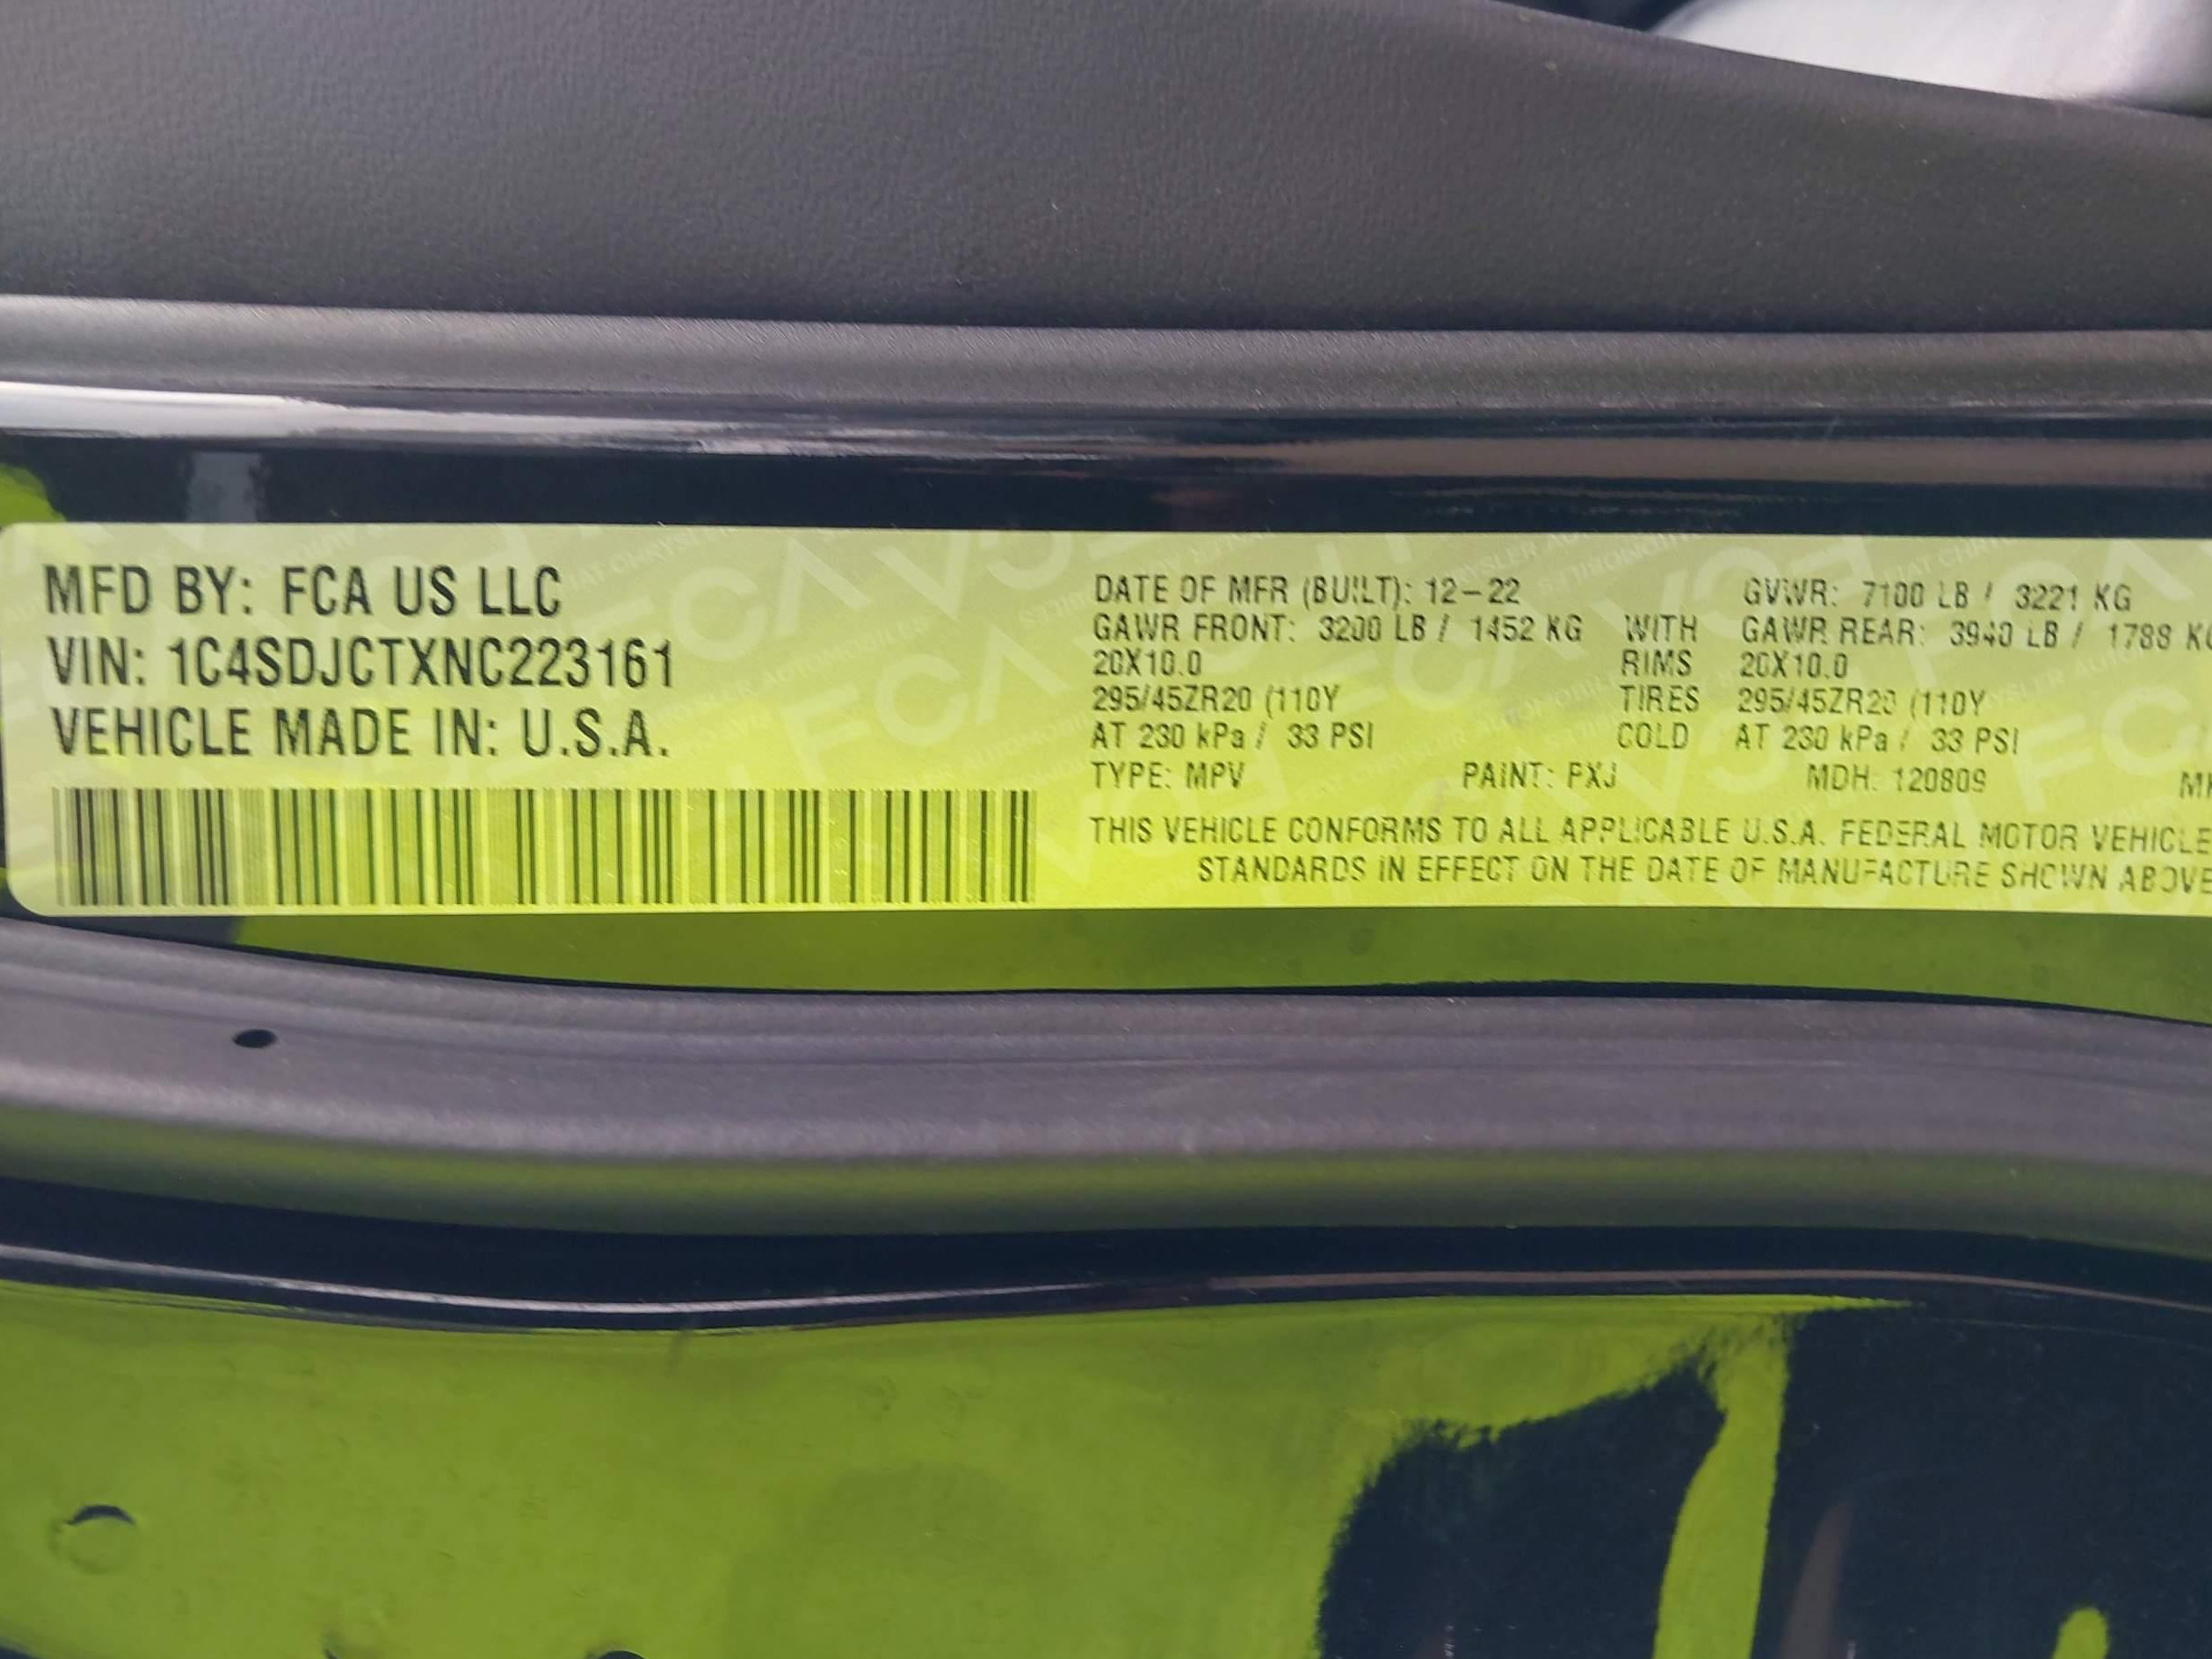 MFD BY: FCA US LLC
VIN: 1C4SDJCTXNC223161
VEHICLE MADE IN: U.S.A.
DATE OF MFR (BUILT): 12-22 GVWR: 7100 LB / 3221 KG
GAWR FRONT: 3200 LB / 1452 KG WITH GAWR REAR: 3940 LB / 1788 KG
20X10.0 RIMS 20X10.0
295/45ZR20 (110Y TIRES 295/45ZR20 (110Y
AT 230 kPa / 33 PSI COLD AT 230 kPa / 33 PSI
TYPE: MPV PAINT: PXJ MDH: 120809
THIS VEHICLE CONFORMS TO ALL APPLICABLE U.S.A. FEDERAL MOTOR VEHICLE
STANDARDS IN EFFECT ON THE DATE OF MANUFACTURE SHOWN ABOVE